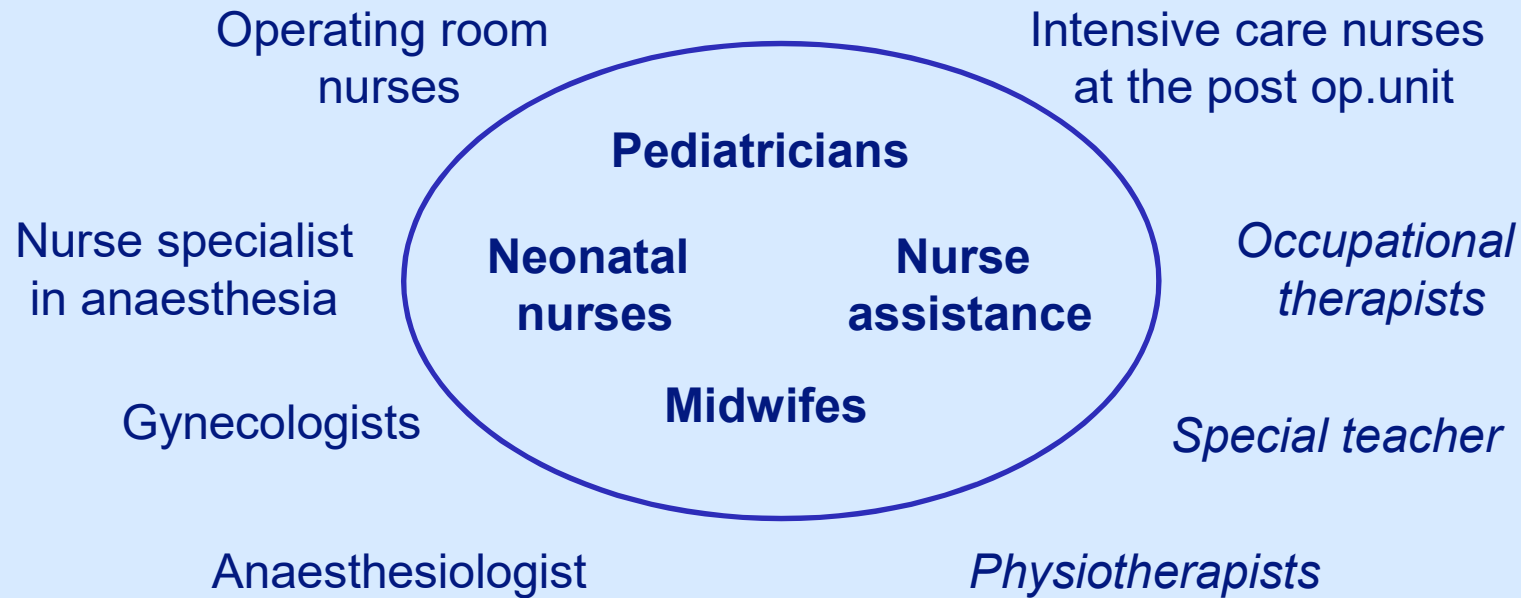 Operating room
nurses
Intensive care nurses
at the post op.unit
Pediatricians
Nurse specialist
in anaesthesia
Neonatal
nurses
Nurse
assistance
Occupational
therapists
Midwifes
Gynecologists
Special teacher
Anaesthesiologist
Physiotherapists